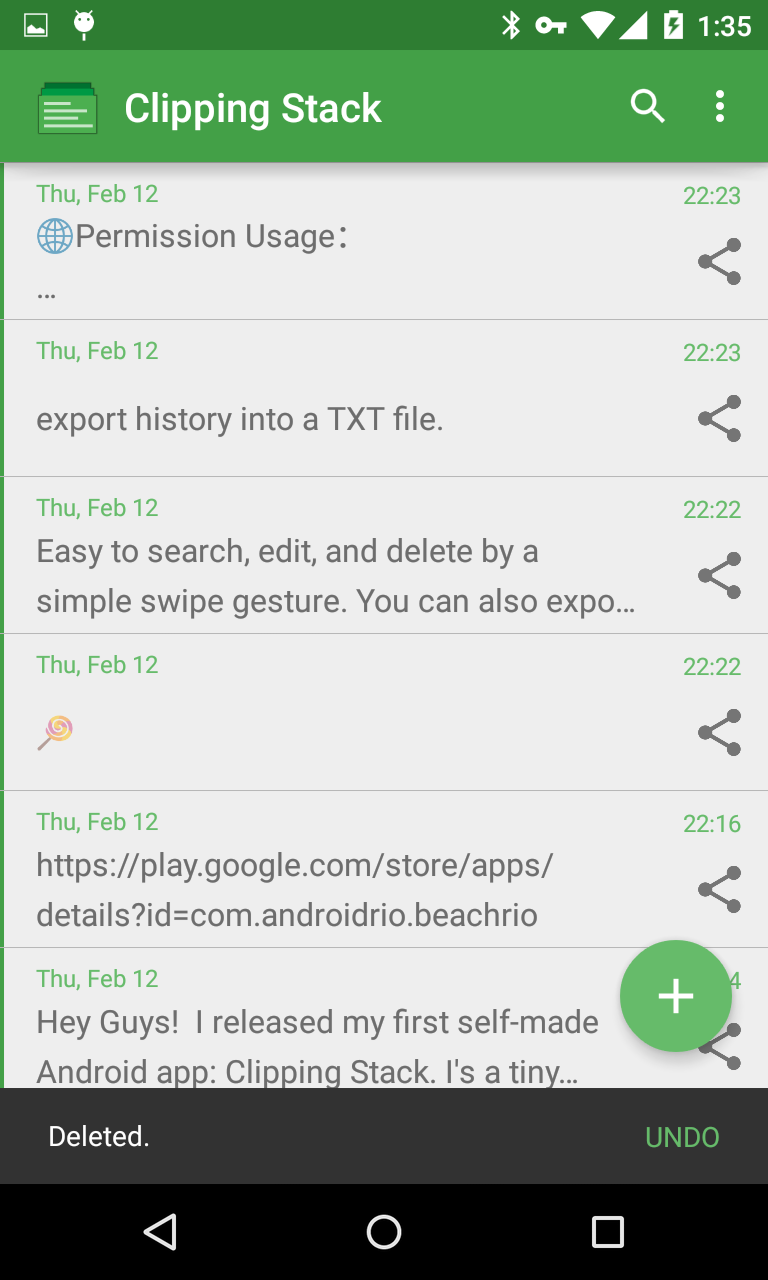 1:35
Clipping Stack
Thu, Feb 12
22:23
🌐Permission Usage：
…
Thu, Feb 12
22:23
export history into a TXT file.
Thu, Feb 12
22:22
Easy to search, edit, and delete by a
simple swipe gesture. You can also expo…
Thu, Feb 12
22:22
🍭
Thu, Feb 12
22:16
https://play.google.com/store/apps/
details?id=com.androidrio.beachrio
Thu, Feb 12
Hey Guys!  I released my first self-made
Android app: Clipping Stack. I's a tiny…
Deleted.
UNDO